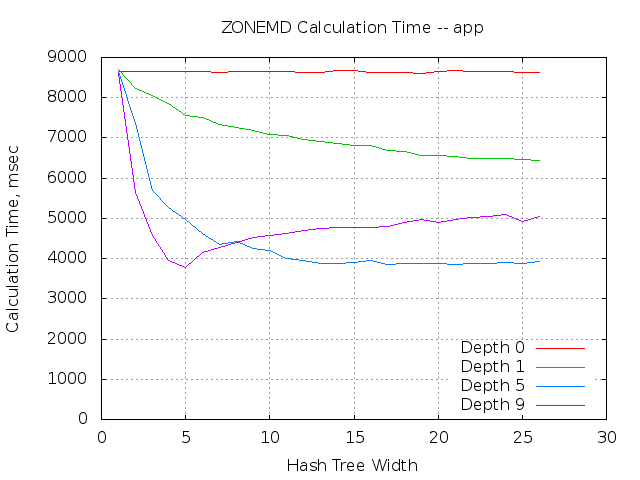 ZONEMD Calculation Time -- app
9000
8000
7000
6000
5000
4000
3000
2000
1000
0
Calculation Time, msec
Depth 0
Depth 1
Depth 5
Depth 9
0 5 10 15 20 25 30
Hash Tree Width